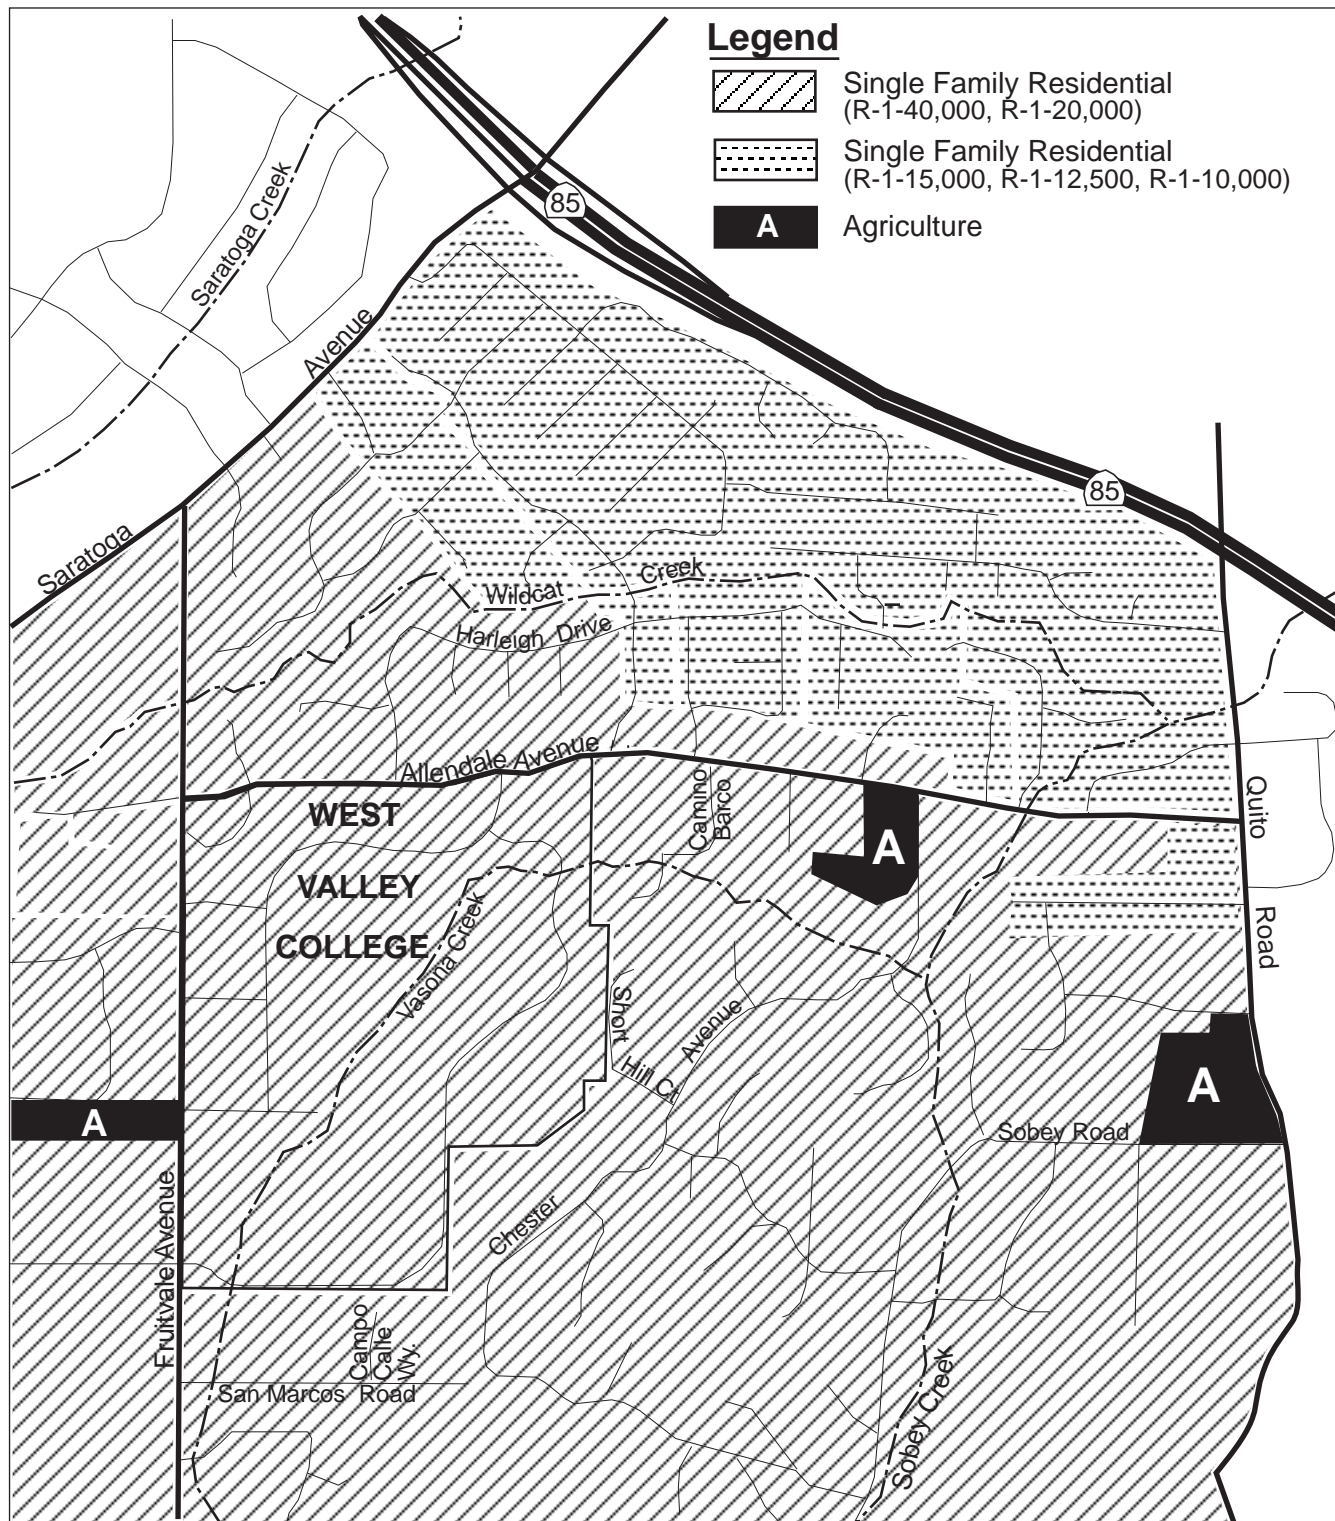 Legend
Single Family Residential
(R-1-40,000, R-1-20,000)
Single Family Residential
(R-1-15,000, R-1-12,500, R-1-10,000)
A
Agriculture
85
Saratoga Creek
Avenue
85
Saratoga
Creek
Wildcat
Harleigh Drive
Allendale Avenue
WEST
VALLEY
COLLEGE
Camino
Barco
Quito
A
Vasona Creek
Road
Short
Hill Ct
Avenue
A
A
Sobey Road
Fruitvale Avenue
Chester
Campo
Calle
Wy.
San Marcos Road
Sobey Creek